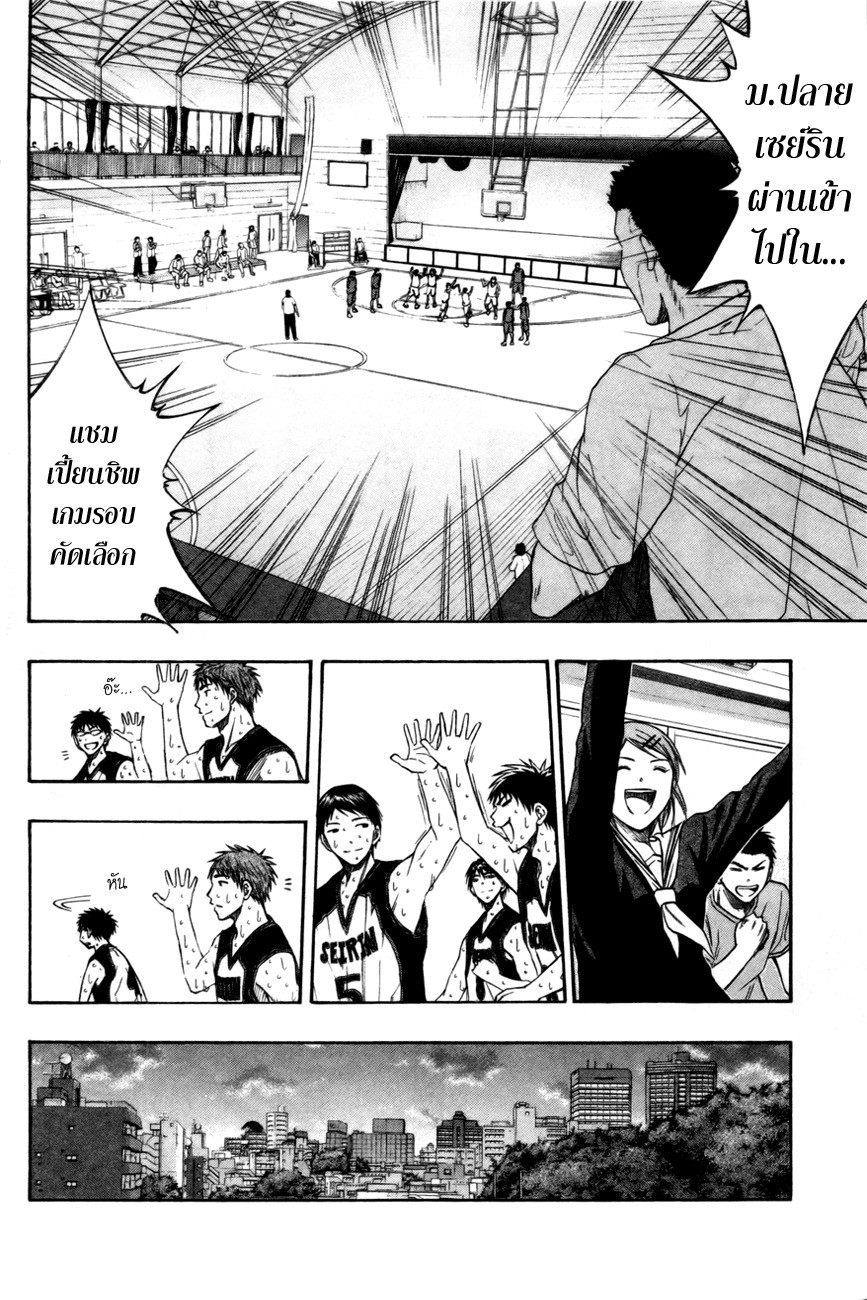 ม.ปลาย
เซย์ริน
ผ่านเข้า
ไปใน...
แชม
เปี้ยนชิพ
เกมรอบ
คัดเลือก
อ๊ะ...
หัน
SEIRIN
5